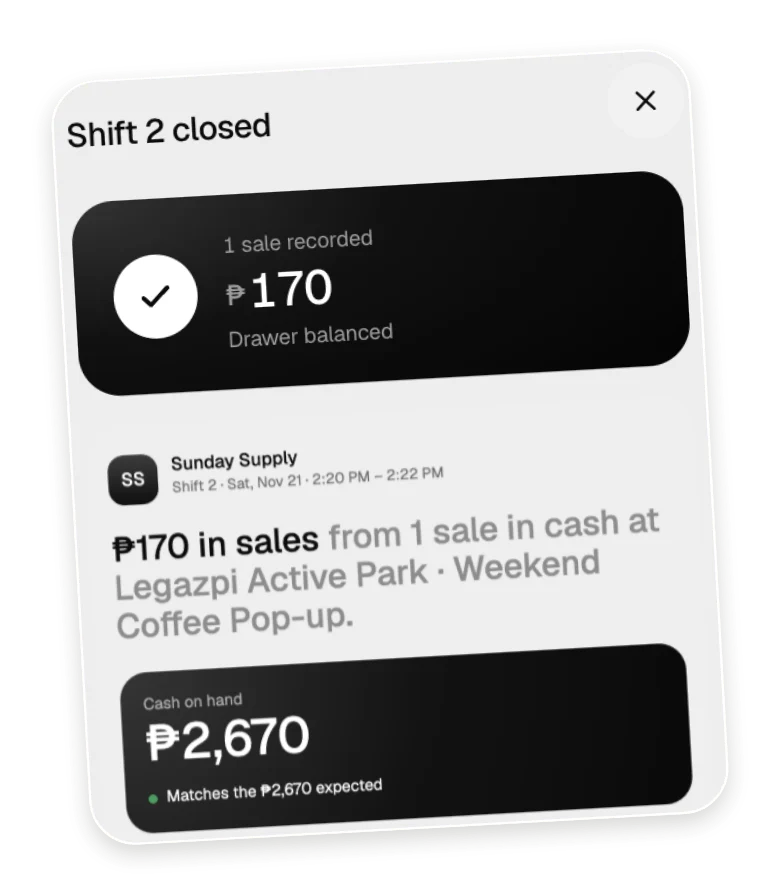 Shift 2 closed
1 sale recorded
₱170
Drawer balanced
SS
Sunday Supply
Shift 2 · Sat, Nov 21 · 2:20 PM – 2:22 PM
₱170 in sales from 1 sale in cash at
Legazpi Active Park · Weekend
Coffee Pop-up.
Cash on hand
₱2,670
Matches the ₱2,670 expected